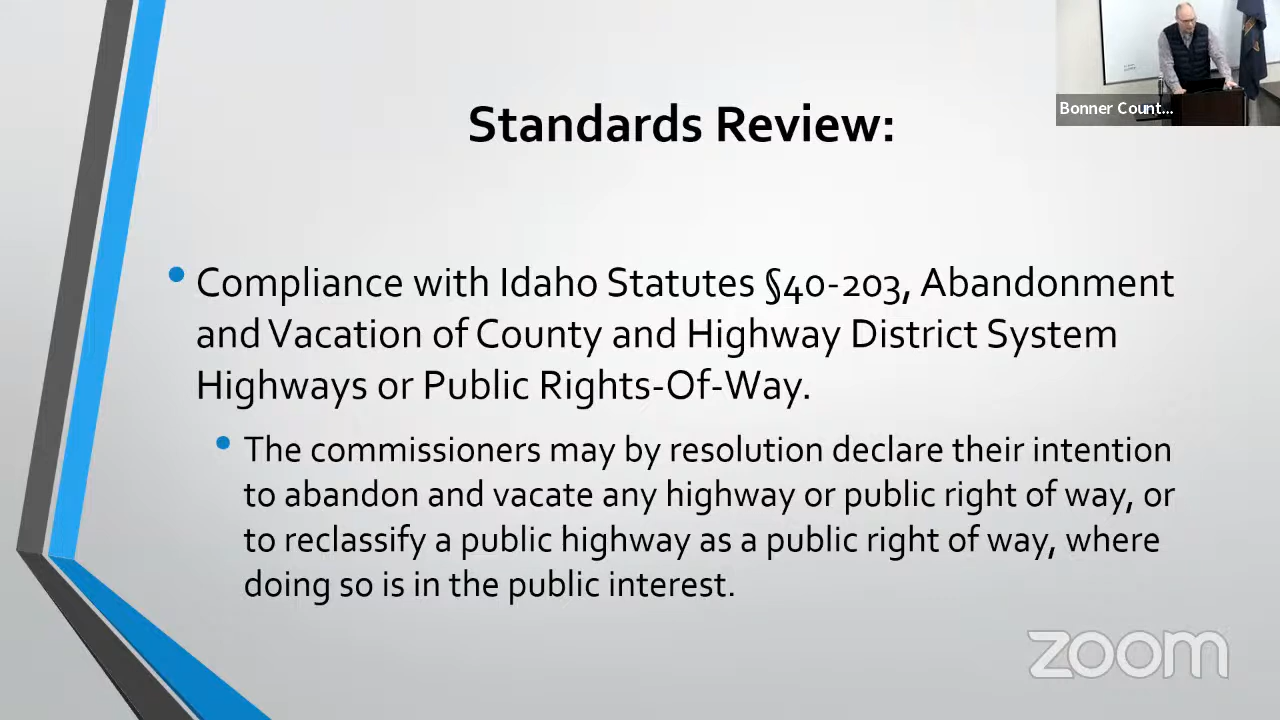 Standards Review:
Bonner Count...
• Compliance with Idaho Statutes §40-203, Abandonment
and Vacation of County and Highway District System
Highways or Public Rights-Of-Way.
• The commissioners may by resolution declare their intention
to abandon and vacate any highway or public right of way, or
to reclassify a public highway as a public right of way, where
doing so is in the public interest.
zoom